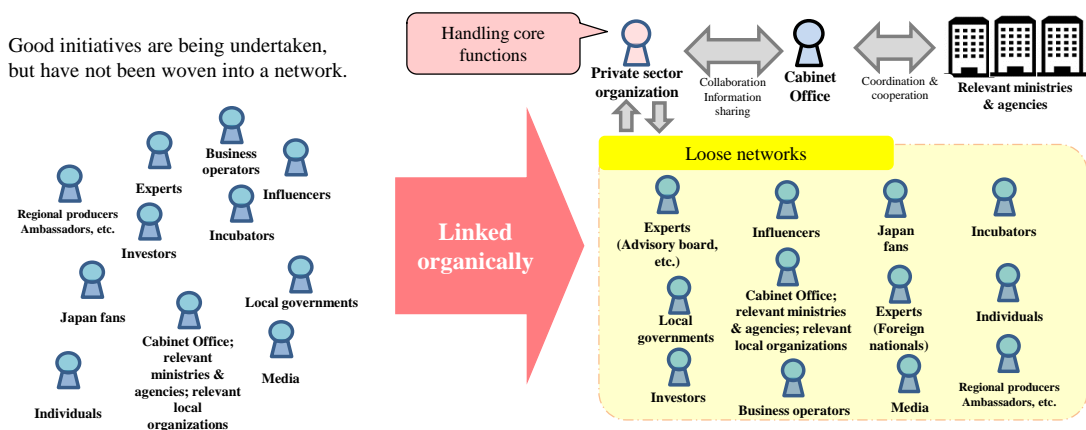 Good initiatives are being undertaken,
but have not been woven into a network.
Business
operators
Experts
Influencers
Regional producers
Ambassadors, etc.
Investors
Incubators
Japan fans
Local governments
Cabinet Office;
relevant
ministries &
agencies; relevant
local
organizations
Media
Individuals
Linked
organically
Handling core
functions
Private sector
organization
Collaboration
Information
sharing
Cabinet
Office
Coordination &
cooperation
Relevant ministries
& agencies
Loose networks
Experts
(Advisory board,
etc.)
Influencers
Japan
fans
Incubators
Local
governments
Cabinet Office;
relevant ministries
& agencies; relevant
local organizations
Experts
(Foreign
nationals)
Individuals
Investors
Business operators
Media
Regional producers
Ambassadors, etc.